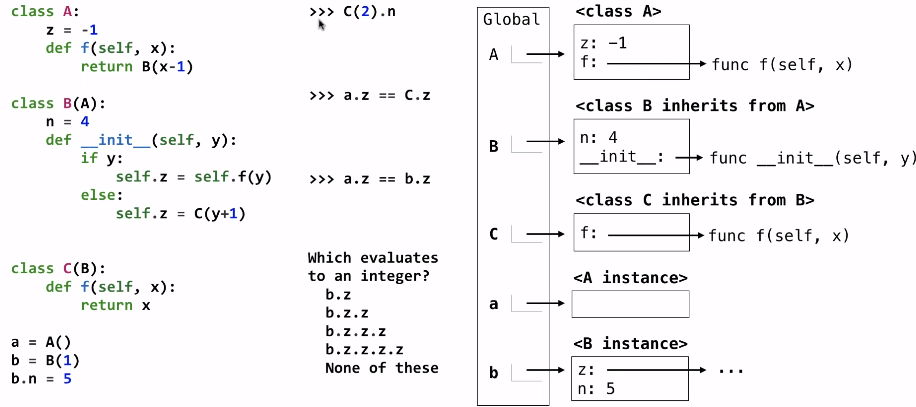 class A:
    z = -1
    def f(self, x):
        return B(x-1)
class B(A):
    n = 4
    def __init__(self, y):
        if y:
            self.z = self.f(y)
        else:
            self.z = C(y+1)
class C(B):
    def f(self, x):
        return x
a = A()
b = B(1)
b.n = 5
>>> C(2).n
>>> a.z == C.z
>>> a.z == b.z
Which evaluates
to an integer?
  b.z
  b.z.z
  b.z.z.z
  b.z.z.z.z
  None of these
Global
A
B
C
a
b
<class A>
z: −1
f:
func f(self, x)
<class B inherits from A>
n: 4
__init__:
func __init__(self, y)
<class C inherits from B>
f:
func f(self, x)
<A instance>
<B instance>
z:
...
n: 5